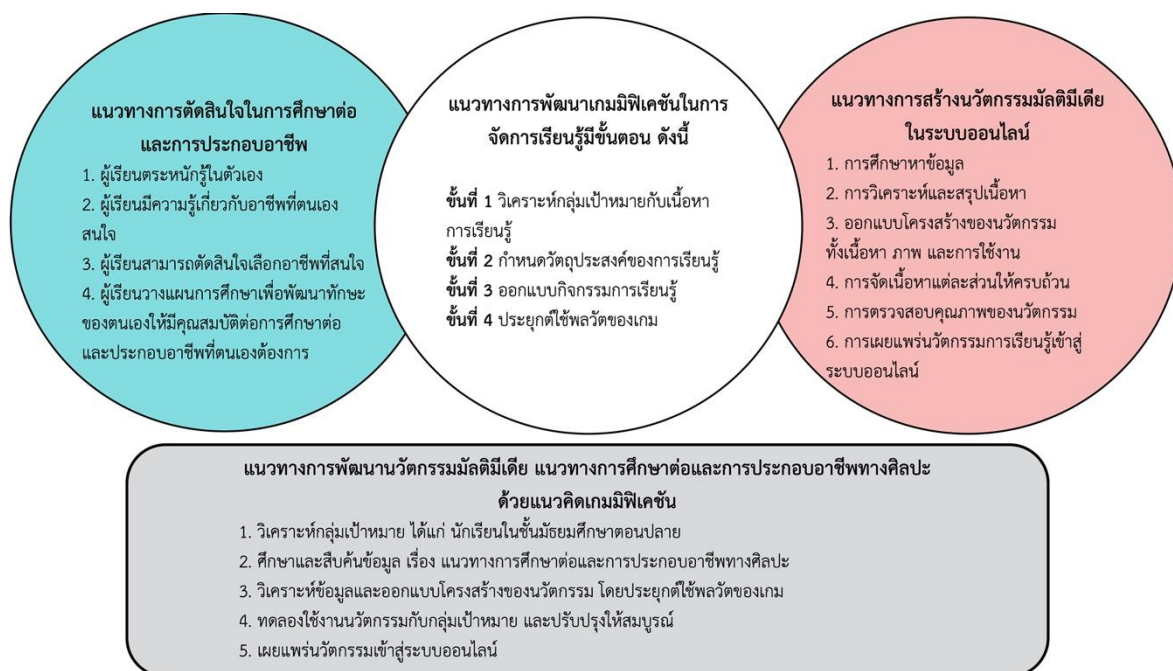 แนวทางการตัดสินใจในการศึกษาต่อ
และการประกอบอาชีพ
1. ผู้เรียนตระหนักรู้ในตัวเอง
2. ผู้เรียนมีความรู้เกี่ยวกับอาชีพที่ตนเอง
สนใจ
3. ผู้เรียนสามารถตัดสินใจเลือกอาชีพที่สนใจ
4. ผู้เรียนวางแผนการศึกษาเพื่อพัฒนาทักษะ
ของตนเองให้มีคุณสมบัติต่อการศึกษาต่อ
และประกอบอาชีพที่ตนเองต้องการ
แนวทางการพัฒนาเกมมิฟิเคชันในการ
จัดการเรียนรู้มีขั้นตอน ดังนี้
ขั้นที่ 1 วิเคราะห์กลุ่มเป้าหมายกับเนื้อหา
การเรียนรู้
ขั้นที่ 2 กำหนดวัตถุประสงค์ของการเรียนรู้
ขั้นที่ 3 ออกแบบกิจกรรมการเรียนรู้
ขั้นที่ 4 ประยุกต์ใช้พลวัตของเกม
แนวทางการสร้างนวัตกรรมมัลติมีเดีย
ในระบบออนไลน์
1. การศึกษาหาข้อมูล
2. การวิเคราะห์และสรุปเนื้อหา
3. ออกแบบโครงสร้างของนวัตกรรม
ทั้งเนื้อหา ภาพ และการใช้งาน
4. การจัดเนื้อหาแต่ละส่วนให้ครบถ้วน
5. การตรวจสอบคุณภาพของนวัตกรรม
6. การเผยแพร่นวัตกรรมการเรียนรู้เข้าสู่
ระบบออนไลน์
แนวทางการพัฒนานวัตกรรมมัลติมีเดีย แนวทางการศึกษาต่อและการประกอบอาชีพทางศิลปะ
ด้วยแนวคิดเกมมิฟิเคชัน
1. วิเคราะห์กลุ่มเป้าหมาย ได้แก่ นักเรียนในชั้นมัธยมศึกษาตอนปลาย
2. ศึกษาและสืบค้นข้อมูล เรื่อง แนวทางการศึกษาต่อและการประกอบอาชีพทางศิลปะ
3. วิเคราะห์ข้อมูลและออกแบบโครงสร้างของนวัตกรรม โดยประยุกต์ใช้พลวัตของเกม
4. ทดลองใช้งานนวัตกรรมกับกลุ่มเป้าหมาย และปรับปรุงให้สมบูรณ์
5. เผยแพร่นวัตกรรมเข้าสู่ระบบออนไลน์